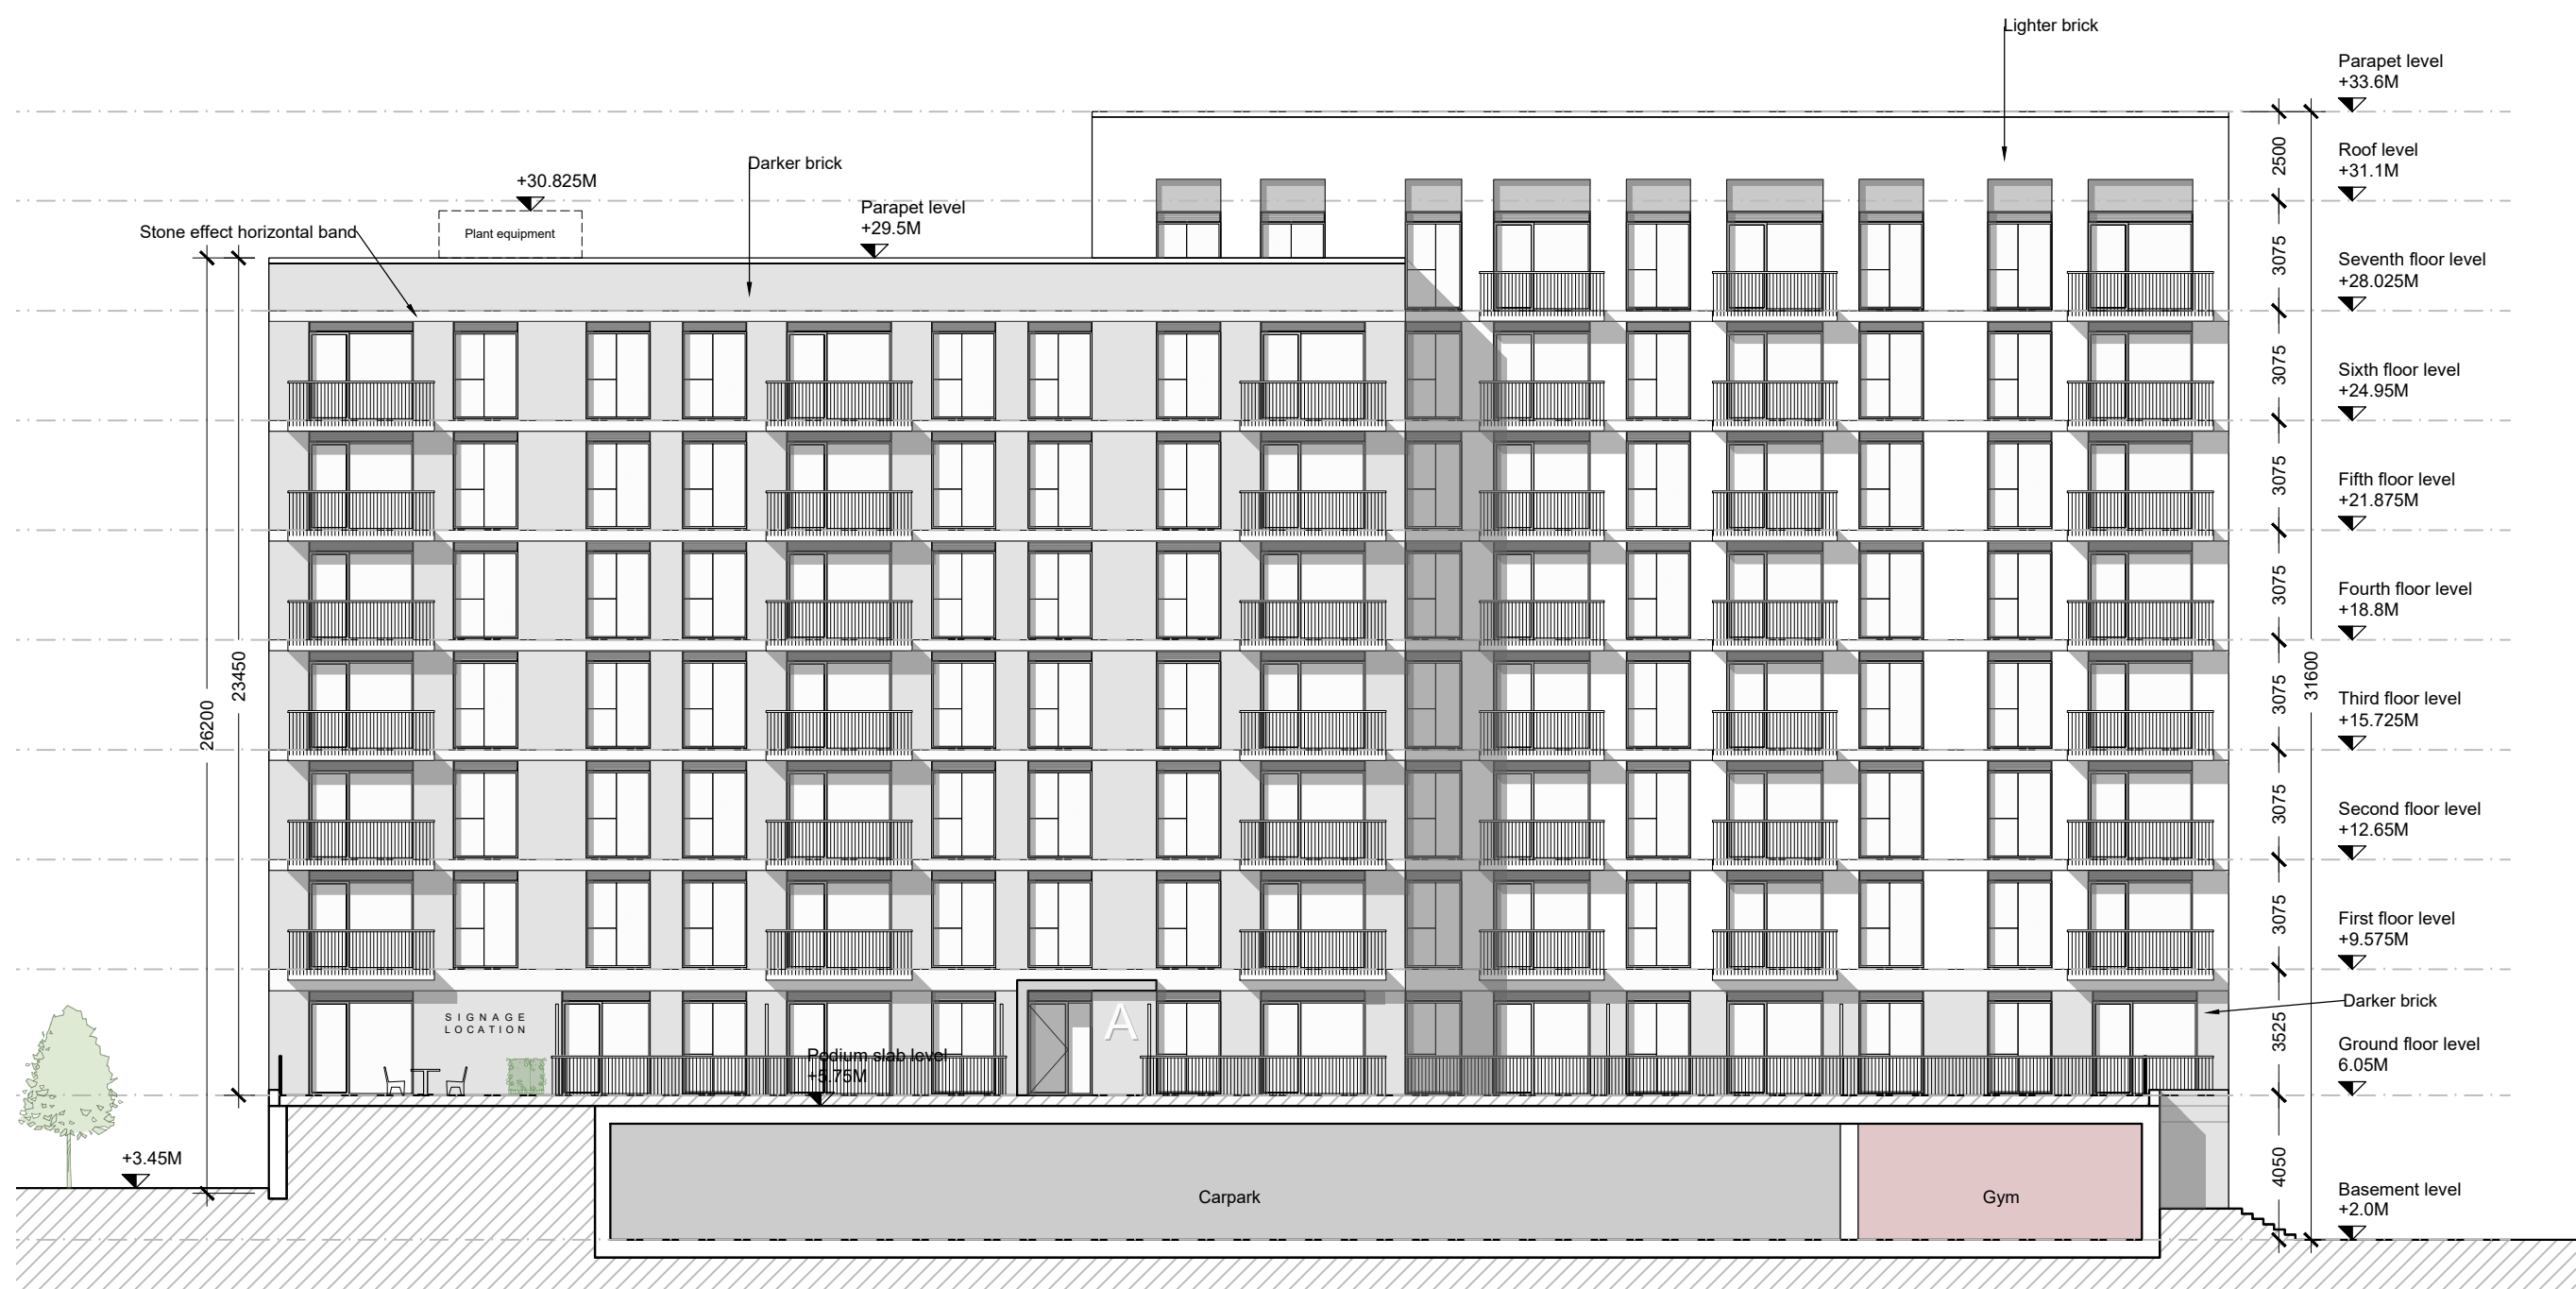 Lighter brick
Parapet level
+33.6M
Darker brick
+30.825M
Parapet level
+29.5M
Stone effect horizontal band
Plant equipment
2500
Roof level
+31.1M
3075
Seventh floor level
+28.025M
3075
Sixth floor level
+24.95M
3075
Fifth floor level
+21.875M
3075
Fourth floor level
+18.8M
23450
26200
3075
31600
Third floor level
+15.725M
3075
Second floor level
+12.65M
3075
First floor level
+9.575M
Darker brick
SIGNAGE
LOCATION
A
3525
Ground floor level
6.05M
Podium slab level
+5.75M
+3.45M
4050
Carpark
Gym
Basement level
+2.0M